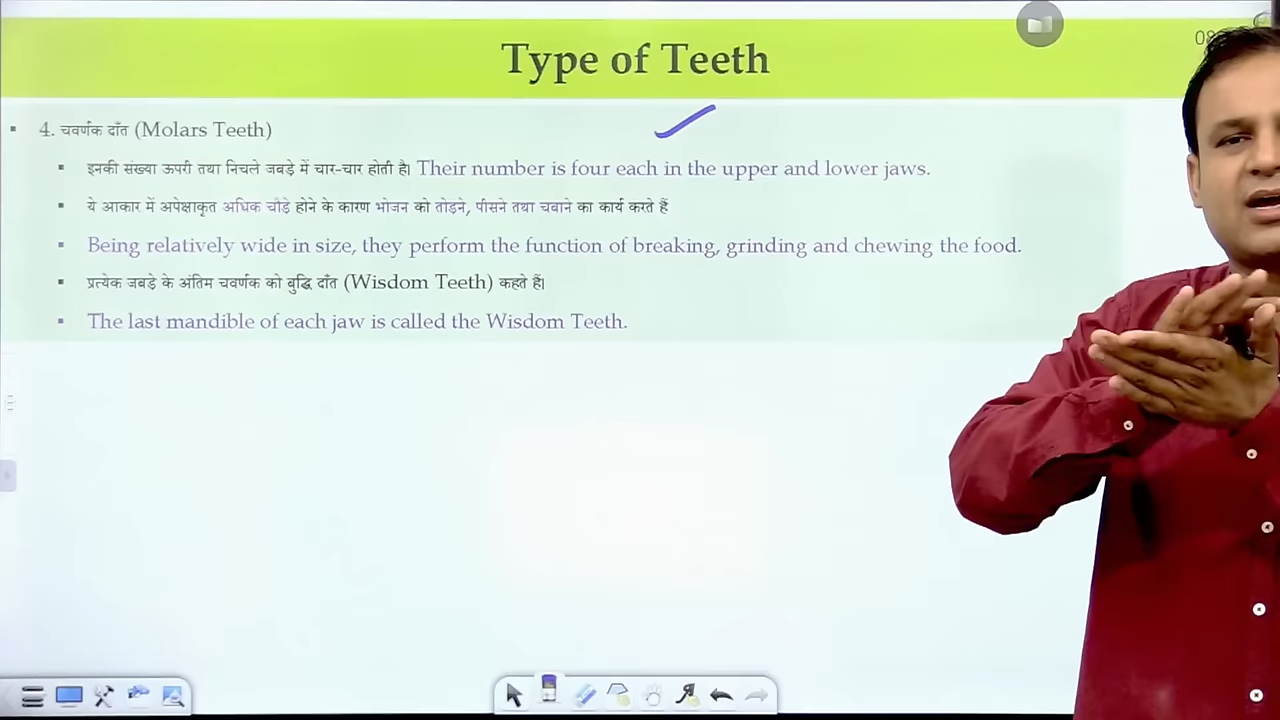 Type of Teeth
4. चवर्णक दाँत (Molars Teeth)
इनकी संख्या ऊपरी तथा निचले जबड़े में चार-चार होती है। Their number is four each in the upper and lower jaws.
ये आकार में अपेक्षाकृत अधिक चौड़े होने के कारण भोजन को तोड़ने, पीसने तथा चबाने का कार्य करते हैं
Being relatively wide in size, they perform the function of breaking, grinding and chewing the food.
प्रत्येक जबड़े के अंतिम चवर्णक को बुद्धि दाँत (Wisdom Teeth) कहते हैं।
The last mandible of each jaw is called the Wisdom Teeth.